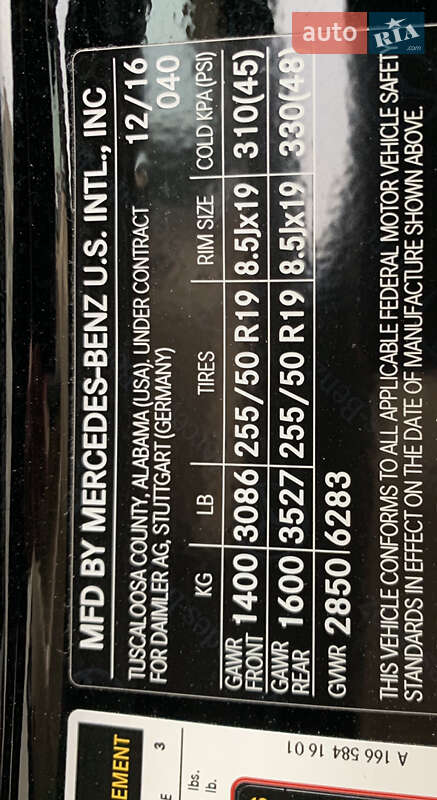 auto RIA .com
MFD BY MERCEDES-BENZ U.S. INTL., INC
TUSCALOOSA COUNTY, ALABAMA (USA), UNDER CONTRACT 12/16
FOR DAIMLER AG, STUTTGART (GERMANY) 040
KG LB TIRES RIM SIZE COLD KPA (PSI)
GAWR FRONT 1400 3086 255/50 R19 8.5Jx19 310(45)
GAWR REAR 1600 3527 255/50 R19 8.5Jx19 330(48)
GVWR 2850 6283
THIS VEHICLE CONFORMS TO ALL APPLICABLE FEDERAL MOTOR VEHICLE SAFET
STANDARDS IN EFFECT ON THE DATE OF MANUFACTURE SHOWN ABOVE.
EMENT
3
E
lbs.
lb.
A 166 584 16 01